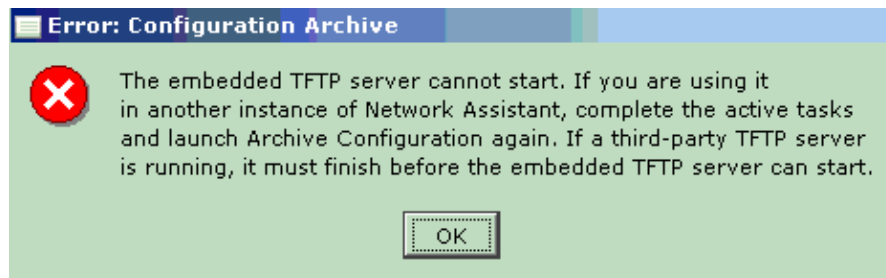 Error: Configuration Archive
The embedded TFTP server cannot start. If you are using it
in another instance of Network Assistant, complete the active tasks
and launch Archive Configuration again. If a third-party TFTP server
is running, it must finish before the embedded TFTP server can start.
OK